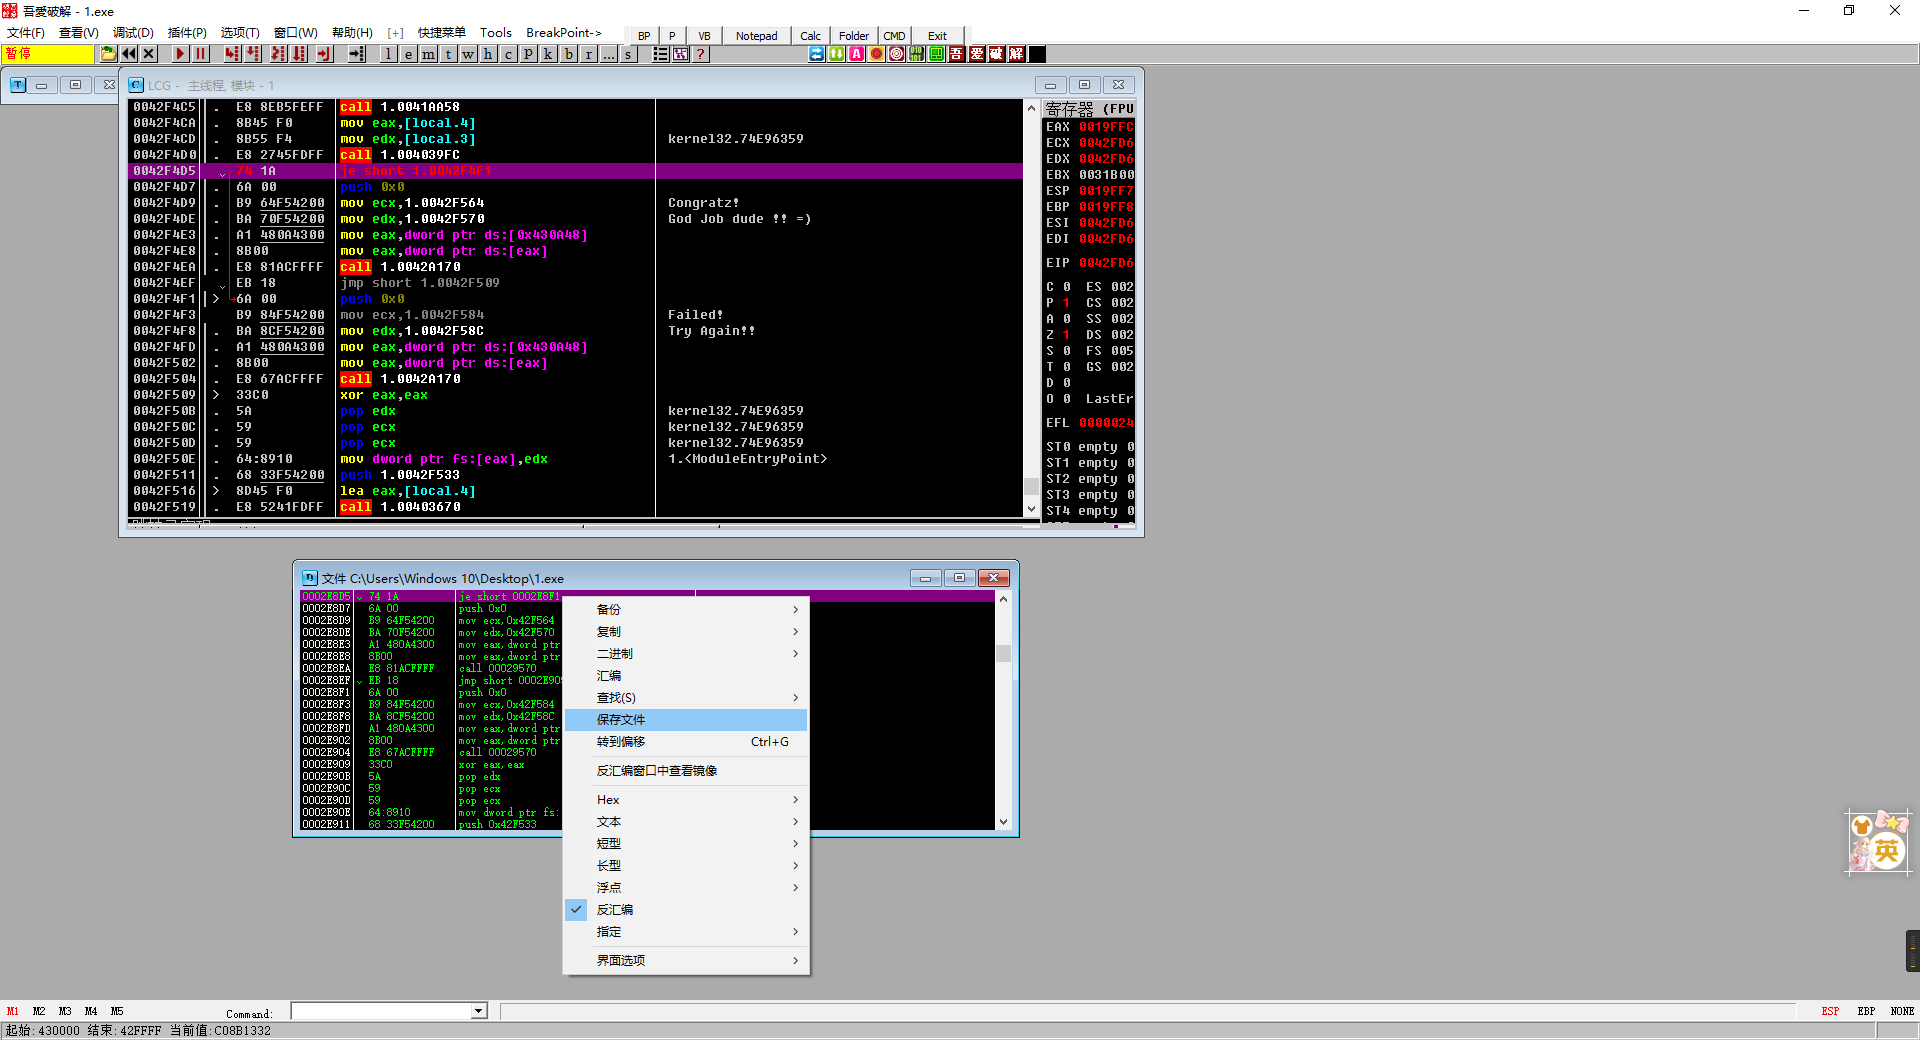 吾愛破解 - 1.exe
文件(F) 查看(V) 调试(D) 插件(P) 选项(T) 窗口(W) 帮助(H) [+] 快捷菜单 Tools BreakPoint-> BP P VB Notepad Calc Folder CMD Exit
暂停 l e m t w h c p k b r ... s ? 吾 爱 破 解
LCG - 主线程, 模块 - 1
0042F4C5 . E8 8EB5FEFF call 1.0041AA58
0042F4CA . 8B45 F0 mov eax,[local.4]
0042F4CD . 8B55 F4 mov edx,[local.3] kernel32.74E96359
0042F4D0 . E8 2745FDFF call 1.004039FC
0042F4D5 74 1A je short 1.0042F4F1
0042F4D7 . 6A 00 push 0x0
0042F4D9 . B9 64F54200 mov ecx,1.0042F564 Congratz!
0042F4DE . BA 70F54200 mov edx,1.0042F570 God Job dude !! =)
0042F4E3 . A1 480A4300 mov eax,dword ptr ds:[0x430A48]
0042F4E8 . 8B00 mov eax,dword ptr ds:[eax]
0042F4EA . E8 81ACFFFF call 1.0042A170
0042F4EF EB 18 jmp short 1.0042F509
0042F4F1 > 6A 00 push 0x0
0042F4F3 B9 84F54200 mov ecx,1.0042F584 Failed!
0042F4F8 . BA 8CF54200 mov edx,1.0042F58C Try Again!!
0042F4FD . A1 480A4300 mov eax,dword ptr ds:[0x430A48]
0042F502 . 8B00 mov eax,dword ptr ds:[eax]
0042F504 . E8 67ACFFFF call 1.0042A170
0042F509 > 33C0 xor eax,eax
0042F50B . 5A pop edx kernel32.74E96359
0042F50C . 59 pop ecx kernel32.74E96359
0042F50D . 59 pop ecx kernel32.74E96359
0042F50E . 64:8910 mov dword ptr fs:[eax],edx 1.<ModuleEntryPoint>
0042F511 . 68 33F54200 push 1.0042F533
0042F516 > 8D45 F0 lea eax,[local.4]
0042F519 . E8 5241FDFF call 1.00403670
寄存器 (FPU
EAX 0019FFC
ECX 0042FD6
EDX 0042FD6
EBX 0031B00
ESP 0019FF7
EBP 0019FF8
ESI 0042FD6
EDI 0042FD6
EIP 0042FD6
C 0 ES 002
P 1 CS 002
A 0 SS 002
Z 1 DS 002
S 0 FS 005
T 0 GS 002
D 0
O 0 LastEr
EFL 0000024
ST0 empty 0
ST1 empty 0
ST2 empty 0
ST3 empty 0
ST4 empty 0
文件 C:\Users\Windows 10\Desktop\1.exe
0002E8D5 74 1A je short 0002E8F1
0002E8D7 6A 00 push 0x0
0002E8D9 B9 64F54200 mov ecx,0x42F564
0002E8DE BA 70F54200 mov edx,0x42F570
0002E8E3 A1 480A4300 mov eax,dword ptr
0002E8E8 8B00 mov eax,dword ptr
0002E8EA E8 81ACFFFF call 00029570
0002E8EF EB 18 jmp short 0002E909
0002E8F1 6A 00 push 0x0
0002E8F3 B9 84F54200 mov ecx,0x42F584
0002E8F8 BA 8CF54200 mov edx,0x42F58C
0002E8FD A1 480A4300 mov eax,dword ptr
0002E902 8B00 mov eax,dword ptr
0002E904 E8 67ACFFFF call 00029570
0002E909 33C0 xor eax,eax
0002E90B 5A pop edx
0002E90C 59 pop ecx
0002E90D 59 pop ecx
0002E90E 64:8910 mov dword ptr fs:
0002E911 68 33F54200 push 0x42F533
备份
复制
二进制
汇编
查找(S)
保存文件
转到偏移 Ctrl+G
反汇编窗口中查看镜像
Hex
文本
短型
长型
浮点
反汇编
指定
界面选项
英
M1 M2 M3 M4 M5 Command: ESP EBP NONE
起始:430000 结束:42FFFF 当前值:C08B1332